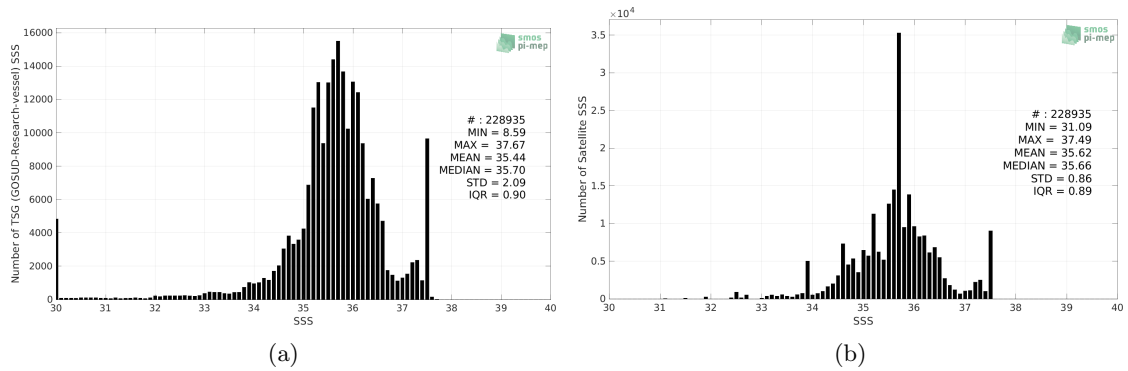 Number of TSG (GOSUD-Research-vessel) SSS
16000
14000
12000
10000
8000
6000
4000
2000
0
30 31 32 33 34 35 36 37 38 39 40
SSS
smos
pi-mep
# : 228935
MIN = 8.59
MAX = 37.67
MEAN = 35.44
MEDIAN = 35.70
STD = 2.09
IQR = 0.90
(a)
Number of Satellite SSS
×10⁴
3.5
3
2.5
2
1.5
1
0.5
0
30 31 32 33 34 35 36 37 38 39 40
SSS
smos
pi-mep
# : 228935
MIN = 31.09
MAX = 37.49
MEAN = 35.62
MEDIAN = 35.66
STD = 0.86
IQR = 0.89
(b)